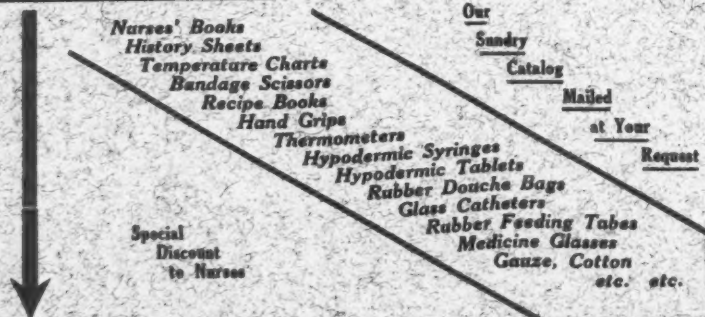 Nurses' Books
History Sheets
Temperature Charts
Bandage Scissors
Recipe Books
Hand Grips
Thermometers
Hypodermic Syringes
Hypodermic Tablets
Rubber Douche Bags
Glass Catheters
Rubber Feeding Tubes
Medicine Glasses
Gauze, Cotton
etc. etc.
Our
Sundry
Catalog
Mailed
at Your
Request
Special
Discount
to Nurses